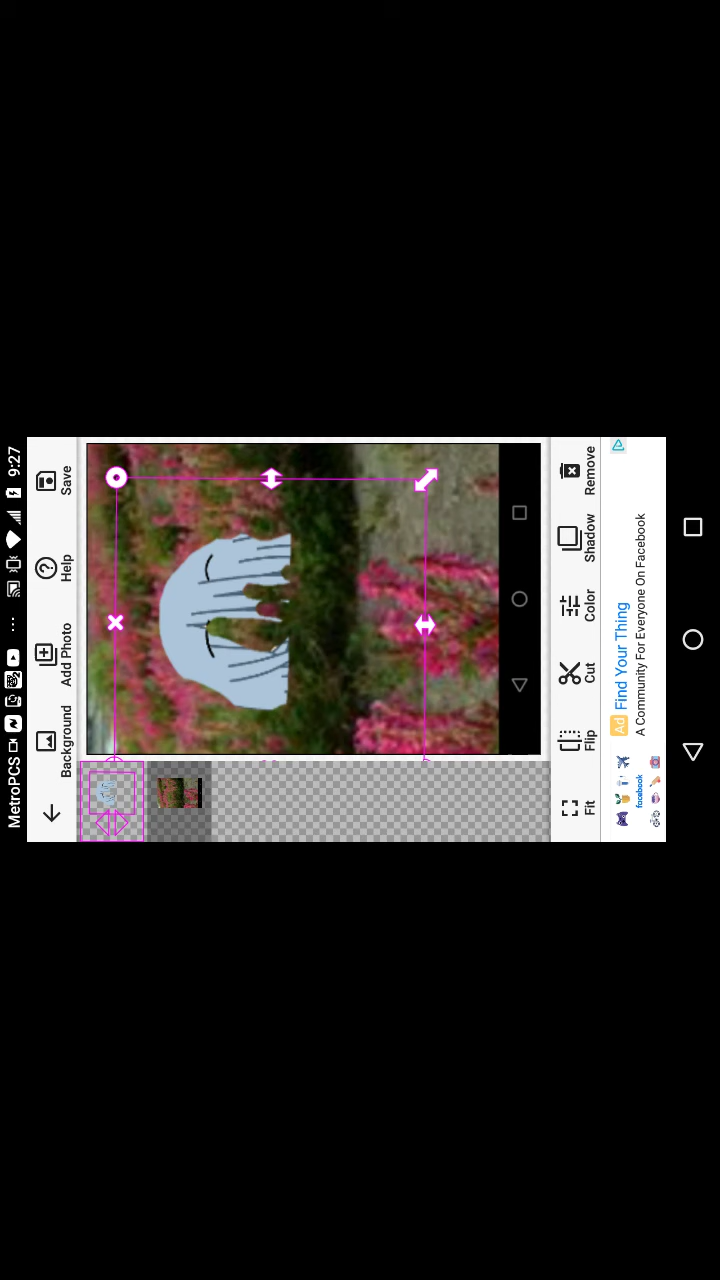 MetroPCS
9:27
Background
Add Photo
Help
Save
Fit
Flip
Cut
Color
Shadow
Remove
Ad Find Your Thing
A Community For Everyone On Facebook
facebook